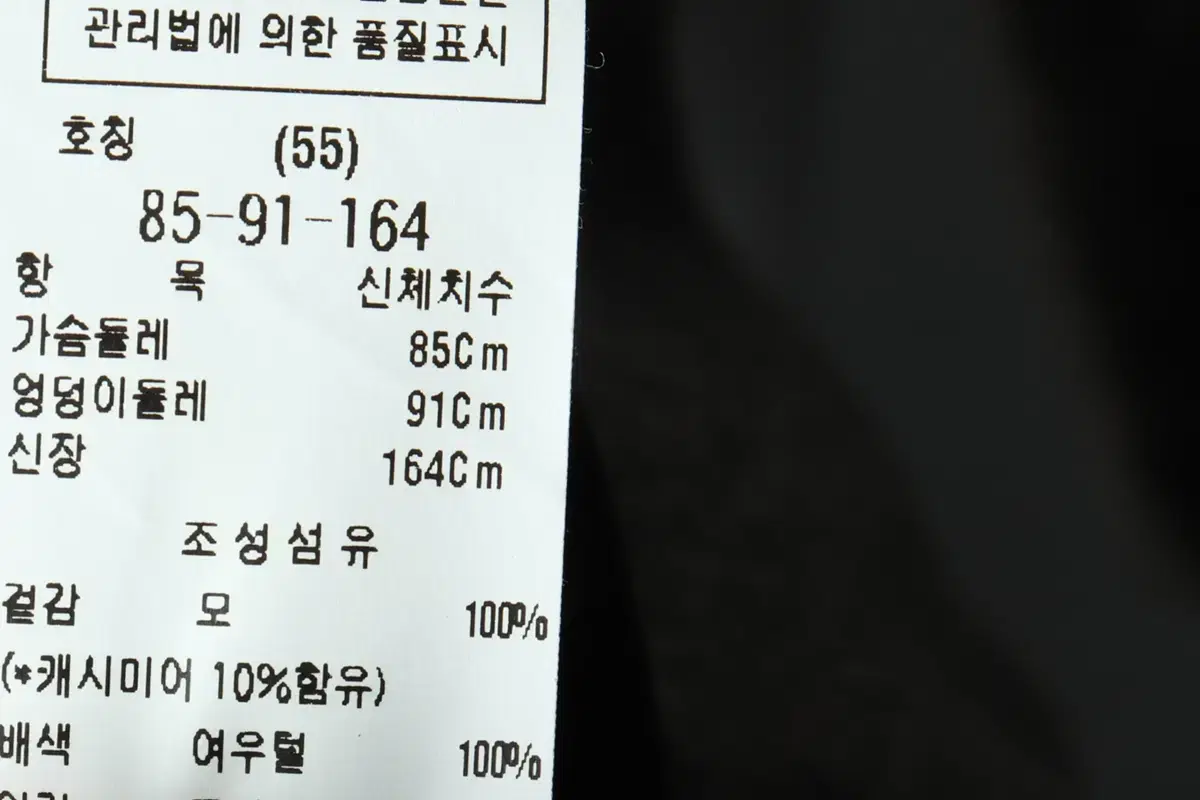 관리법에 의한 품질표시
호칭 (55)
85-91-164
항 목 신체치수
가슴둘레 85Cm
엉덩이둘레 91Cm
신장 164Cm
조성섬유
겉감 모 100%
(*캐시미어 10%함유)
배색 여우털 100%